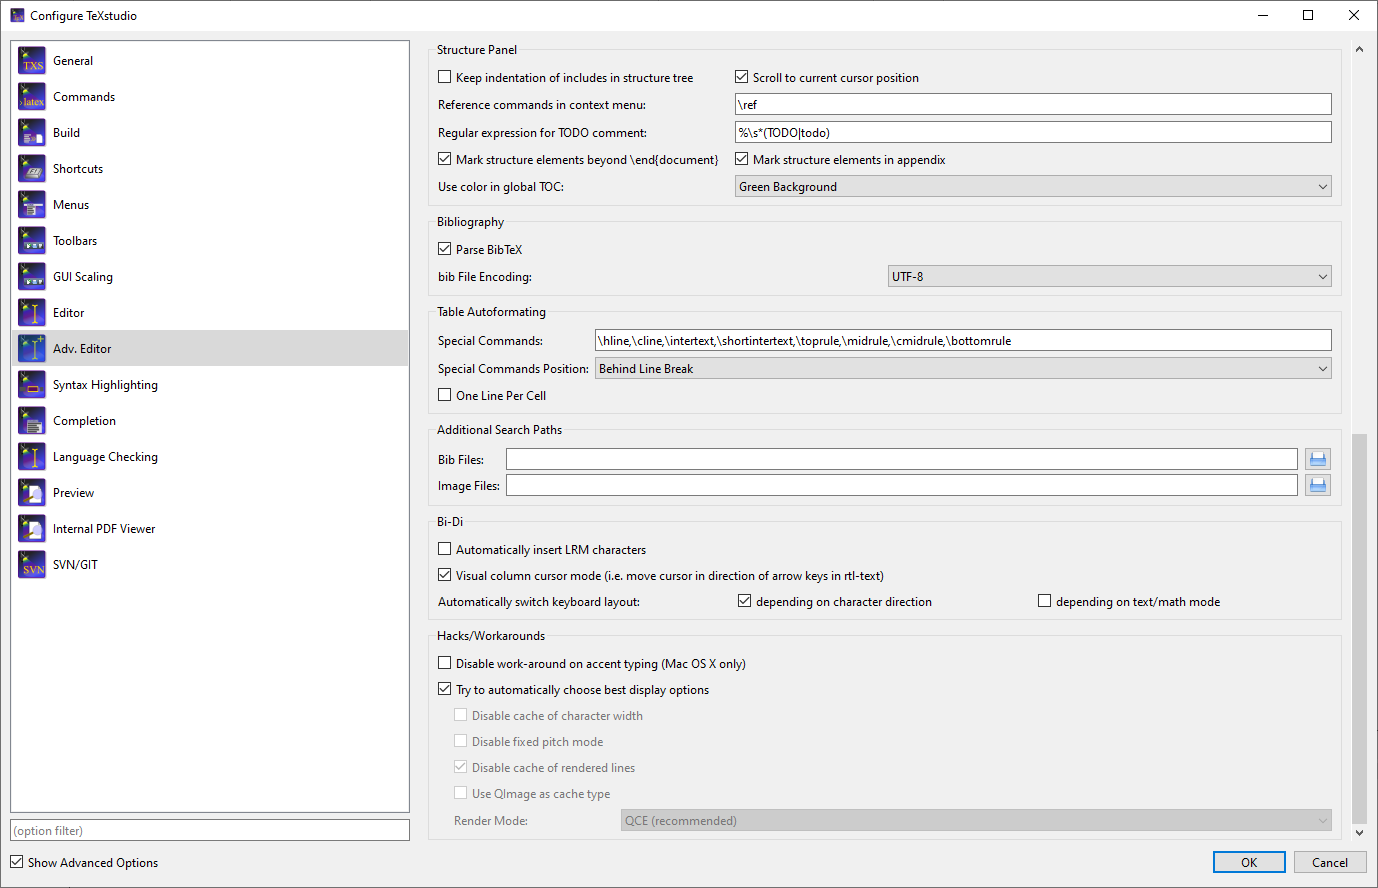 Configure TeXstudio
TXS General
›latex Commands
Build
Shortcuts
Menus
Toolbars
GUI Scaling
Editor
Adv. Editor
Syntax Highlighting
Completion
Language Checking
Preview
Internal PDF Viewer
SVN SVN/GIT
(option filter)
Show Advanced Options
Structure Panel
Keep indentation of includes in structure tree Scroll to current cursor position
Reference commands in context menu: \ref
Regular expression for TODO comment: %\s*(TODO|todo)
Mark structure elements beyond \end{document} Mark structure elements in appendix
Use color in global TOC: Green Background
Bibliography
Parse BibTeX
bib File Encoding: UTF-8
Table Autoformating
Special Commands: \hline,\cline,\intertext,\shortintertext,\toprule,\midrule,\cmidrule,\bottomrule
Special Commands Position: Behind Line Break
One Line Per Cell
Additional Search Paths
Bib Files:
Image Files:
Bi-Di
Automatically insert LRM characters
Visual column cursor mode (i.e. move cursor in direction of arrow keys in rtl-text)
Automatically switch keyboard layout: depending on character direction depending on text/math mode
Hacks/Workarounds
Disable work-around on accent typing (Mac OS X only)
Try to automatically choose best display options
Disable cache of character width
Disable fixed pitch mode
Disable cache of rendered lines
Use QImage as cache type
Render Mode: QCE (recommended)
OK Cancel